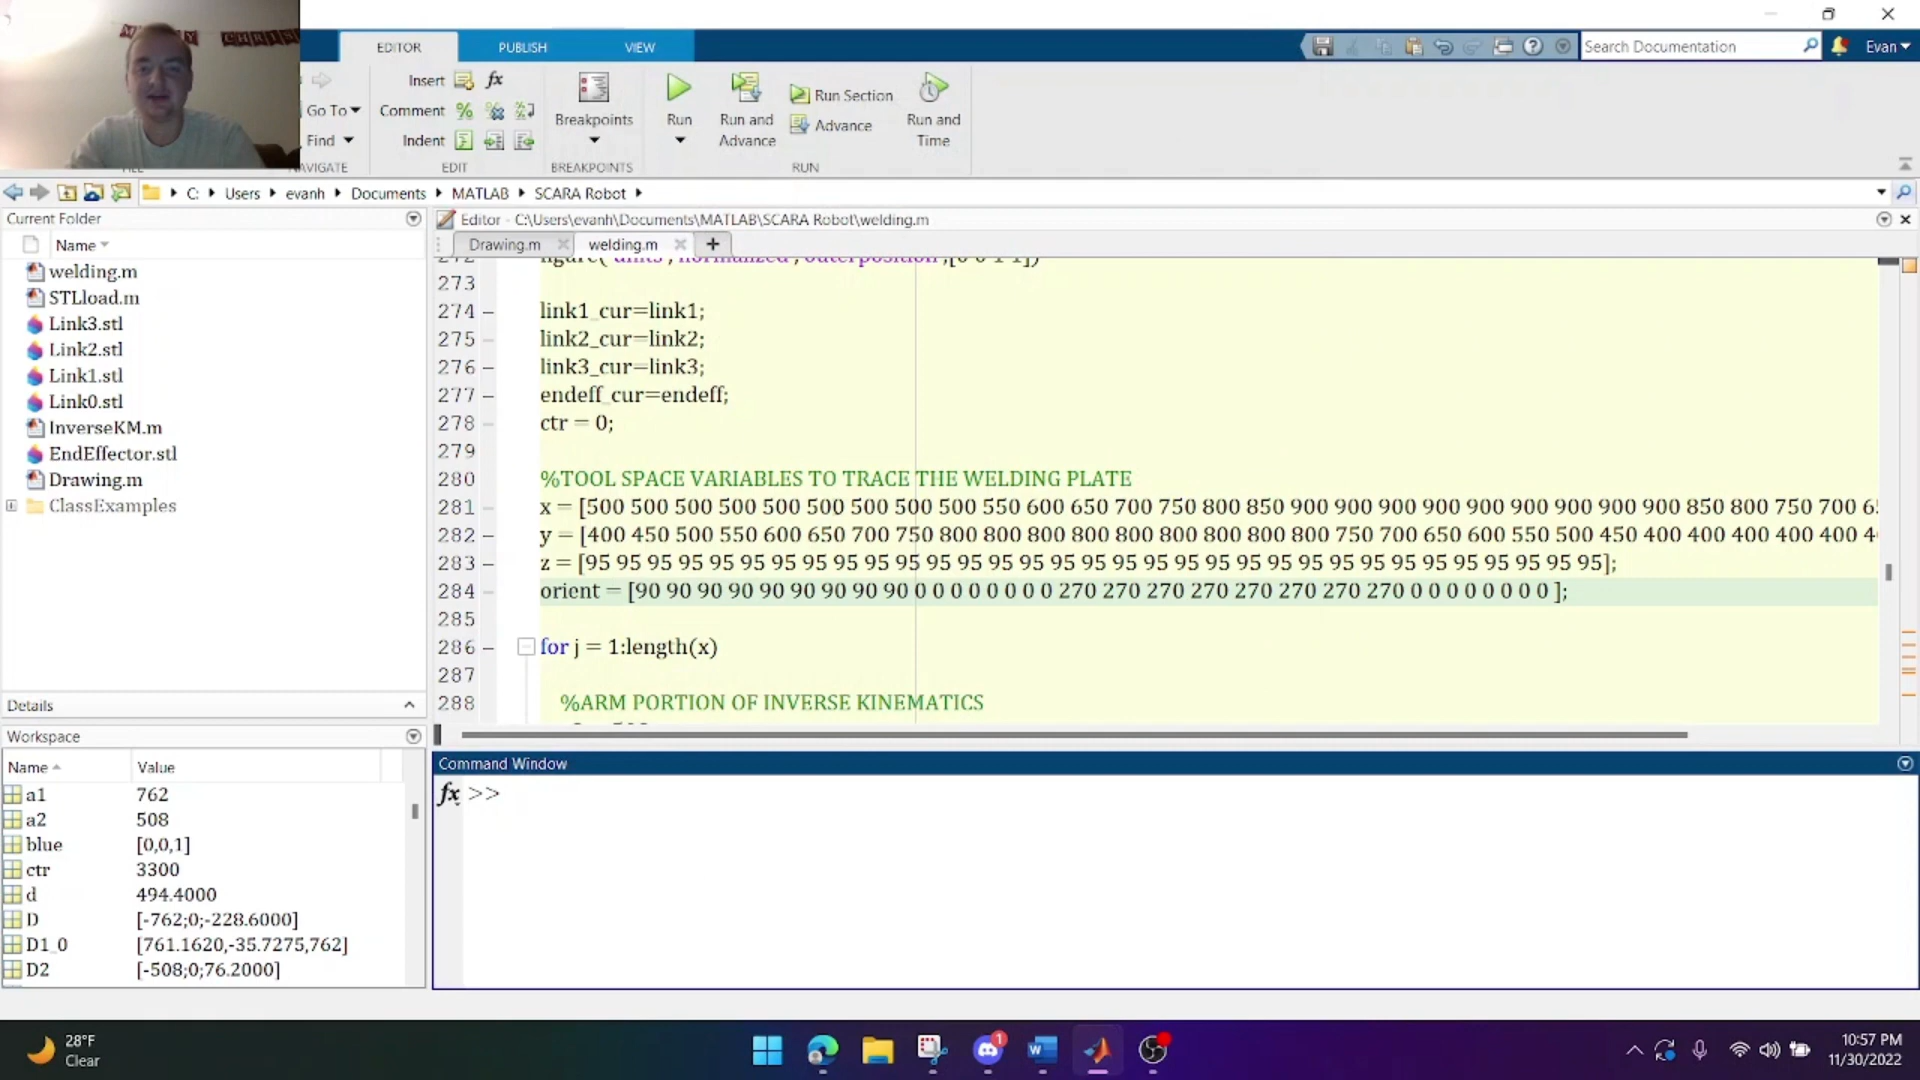 EDITOR
PUBLISH
VIEW
Search Documentation
Evan
Insert
fx
Go To
Comment
Find
Indent
Breakpoints
Run
Run and
Advance
Run Section
Advance
Run and
Time
NAVIGATE
EDIT
BREAKPOINTS
RUN
C:
Users
evanh
Documents
MATLAB
SCARA Robot
Current Folder
Name
welding.m
STLload.m
Link3.stl
Link2.stl
Link1.stl
Link0.stl
InverseKM.m
EndEffector.stl
Drawing.m
ClassExamples
Details
Workspace
Name Value
a1 762
a2 508
blue [0,0,1]
ctr 3300
d 494.4000
D [-762;0;-228.6000]
D1_0 [761.1620,-35.7275,762]
D2 [-508;0;76.2000]
Editor - C:\Users\evanh\Documents\MATLAB\SCARA Robot\welding.m
Drawing.m
welding.m
273
274 – link1_cur=link1;
275 – link2_cur=link2;
276 – link3_cur=link3;
277 – endeff_cur=endeff;
278 – ctr = 0;
279
280 %TOOL SPACE VARIABLES TO TRACE THE WELDING PLATE
281 – x = [500 500 500 500 500 500 500 500 500 550 600 650 700 750 800 850 900 900 900 900 900 900 900 900 900 850 800 750 700
282 – y = [400 450 500 550 600 650 700 750 800 800 800 800 800 800 800 800 800 750 700 650 600 550 500 450 400 400 400 400 400
283 – z = [95 95 95 95 95 95 95 95 95 95 95 95 95 95 95 95 95 95 95 95 95 95 95 95 95 95 95 95 95 95 95 95 95];
284 – orient = [90 90 90 90 90 90 90 90 90 0 0 0 0 0 0 0 0 270 270 270 270 270 270 270 270 0 0 0 0 0 0 0 0 ];
285
286 – for j = 1:length(x)
287
288 %ARM PORTION OF INVERSE KINEMATICS
Command Window
fx >>
28°F
Clear
1
10:57 PM
11/30/2022